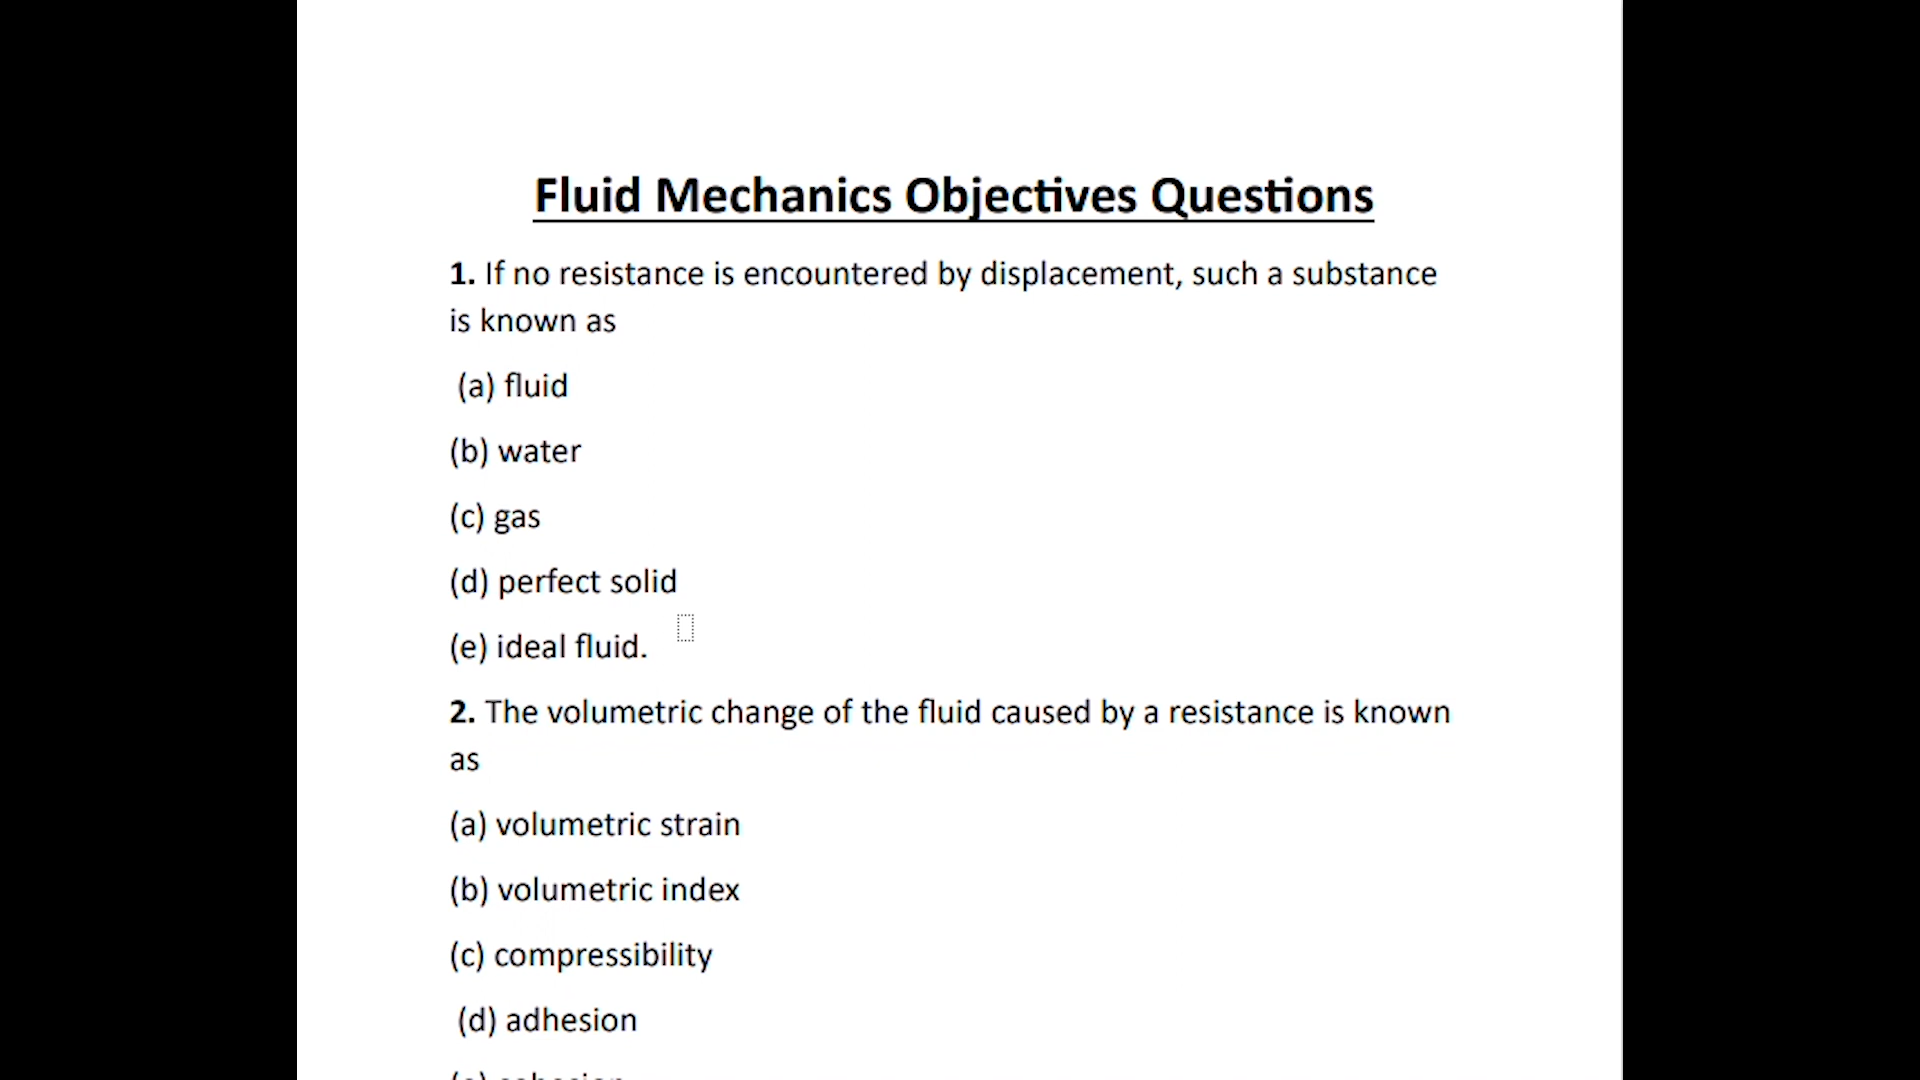 Fluid Mechanics Objectives Questions
1. If no resistance is encountered by displacement, such a substance
is known as
(a) fluid
(b) water
(c) gas
(d) perfect solid
(e) ideal fluid.
2. The volumetric change of the fluid caused by a resistance is known
as
(a) volumetric strain
(b) volumetric index
(c) compressibility
(d) adhesion